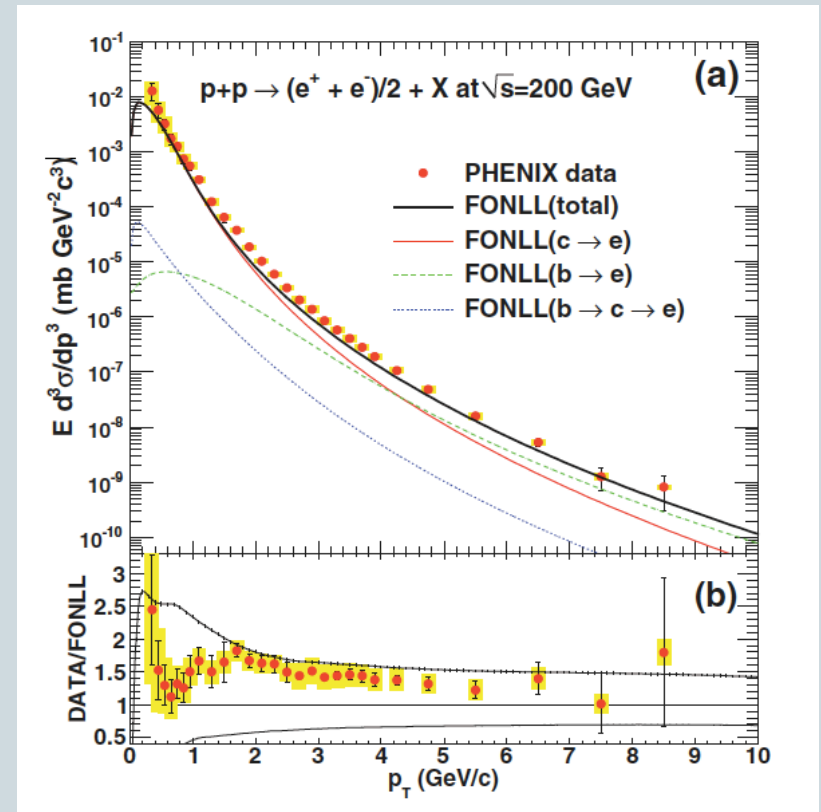 (a)
p+p → (e⁺ + e⁻)/2 + X at √s=200 GeV
PHENIX data
FONLL(total)
FONLL(c → e)
FONLL(b → e)
FONLL(b → c → e)
E d³σ/dp³ (mb GeV⁻²c³)
10⁻¹
10⁻²
10⁻³
10⁻⁴
10⁻⁵
10⁻⁶
10⁻⁷
10⁻⁸
10⁻⁹
10⁻¹⁰
(b)
DATA/FONLL
3
2.5
2
1.5
1
0.5
0 1 2 3 4 5 6 7 8 9 10
p_T (GeV/c)